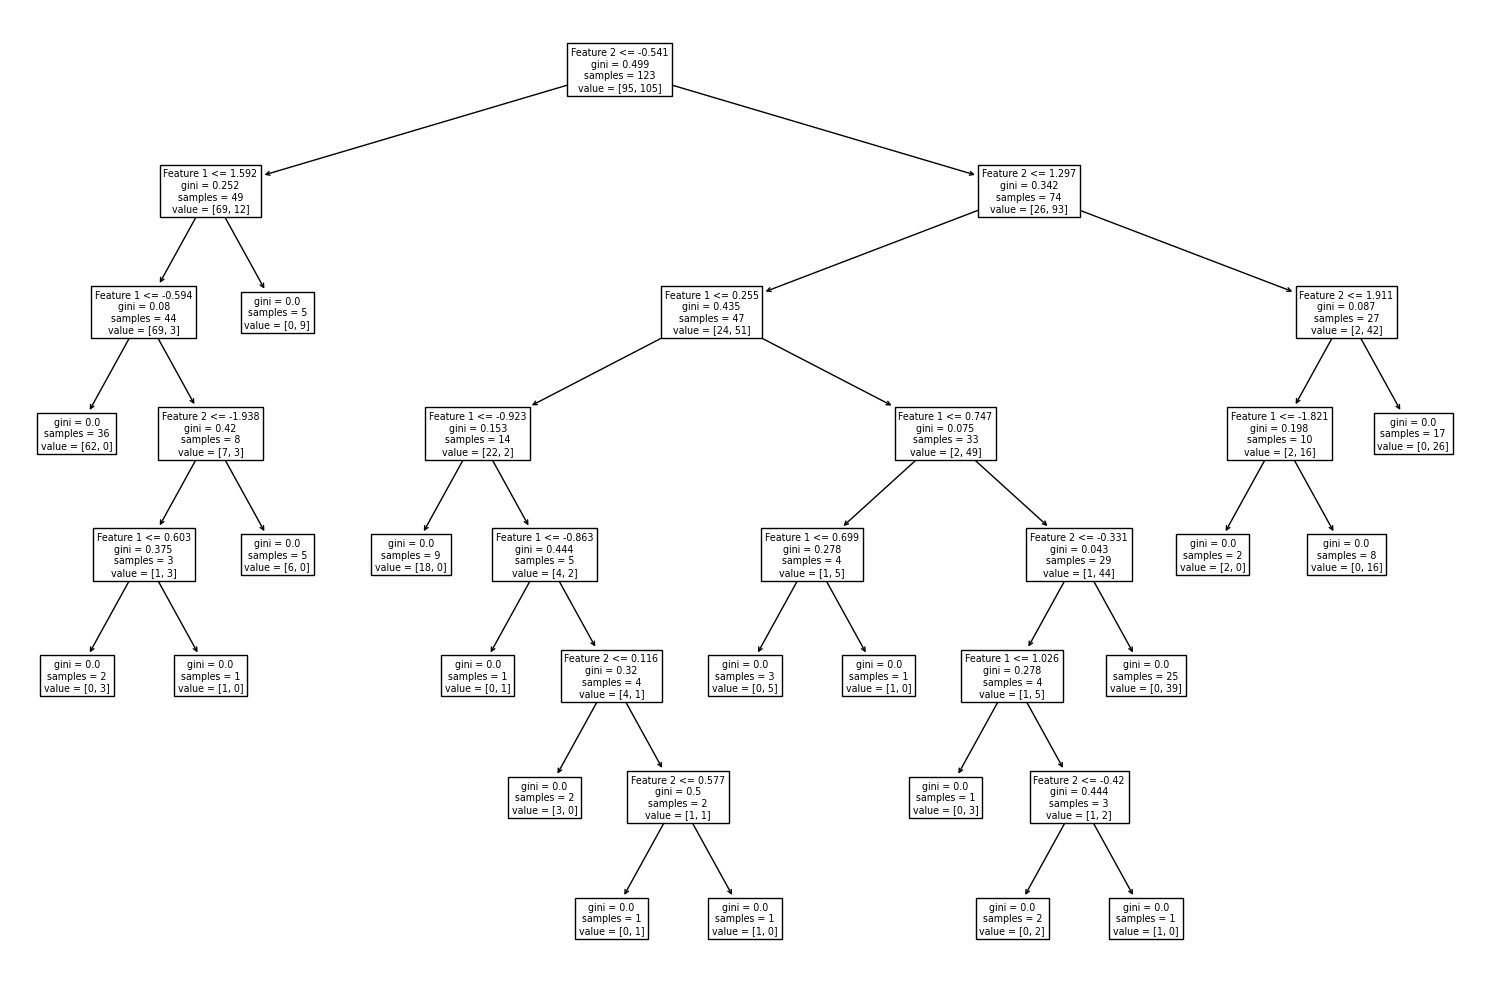 Feature 2 <= -0.541
gini = 0.499
samples = 123
value = [95, 105]
Feature 1 <= 1.592
gini = 0.252
samples = 49
value = [69, 12]
Feature 2 <= 1.297
gini = 0.342
samples = 74
value = [26, 93]
Feature 1 <= -0.594
gini = 0.08
samples = 44
value = [69, 3]
gini = 0.0
samples = 5
value = [0, 9]
Feature 1 <= 0.255
gini = 0.435
samples = 47
value = [24, 51]
Feature 2 <= 1.911
gini = 0.087
samples = 27
value = [2, 42]
gini = 0.0
samples = 36
value = [62, 0]
Feature 2 <= -1.938
gini = 0.42
samples = 8
value = [7, 3]
Feature 1 <= -0.923
gini = 0.153
samples = 14
value = [22, 2]
Feature 1 <= 0.747
gini = 0.075
samples = 33
value = [2, 49]
Feature 1 <= -1.821
gini = 0.198
samples = 10
value = [2, 16]
gini = 0.0
samples = 17
value = [0, 26]
Feature 1 <= 0.603
gini = 0.375
samples = 3
value = [1, 3]
gini = 0.0
samples = 5
value = [6, 0]
gini = 0.0
samples = 9
value = [18, 0]
Feature 1 <= -0.863
gini = 0.444
samples = 5
value = [4, 2]
Feature 1 <= 0.699
gini = 0.278
samples = 4
value = [1, 5]
Feature 2 <= -0.331
gini = 0.043
samples = 29
value = [1, 44]
gini = 0.0
samples = 2
value = [2, 0]
gini = 0.0
samples = 8
value = [0, 16]
gini = 0.0
samples = 2
value = [0, 3]
gini = 0.0
samples = 1
value = [1, 0]
gini = 0.0
samples = 1
value = [0, 1]
Feature 2 <= 0.116
gini = 0.32
samples = 4
value = [4, 1]
gini = 0.0
samples = 3
value = [0, 5]
gini = 0.0
samples = 1
value = [1, 0]
Feature 1 <= 1.026
gini = 0.278
samples = 4
value = [1, 5]
gini = 0.0
samples = 25
value = [0, 39]
gini = 0.0
samples = 2
value = [3, 0]
Feature 2 <= 0.577
gini = 0.5
samples = 2
value = [1, 1]
gini = 0.0
samples = 1
value = [0, 3]
Feature 2 <= -0.42
gini = 0.444
samples = 3
value = [1, 2]
gini = 0.0
samples = 1
value = [0, 1]
gini = 0.0
samples = 1
value = [1, 0]
gini = 0.0
samples = 2
value = [0, 2]
gini = 0.0
samples = 1
value = [1, 0]